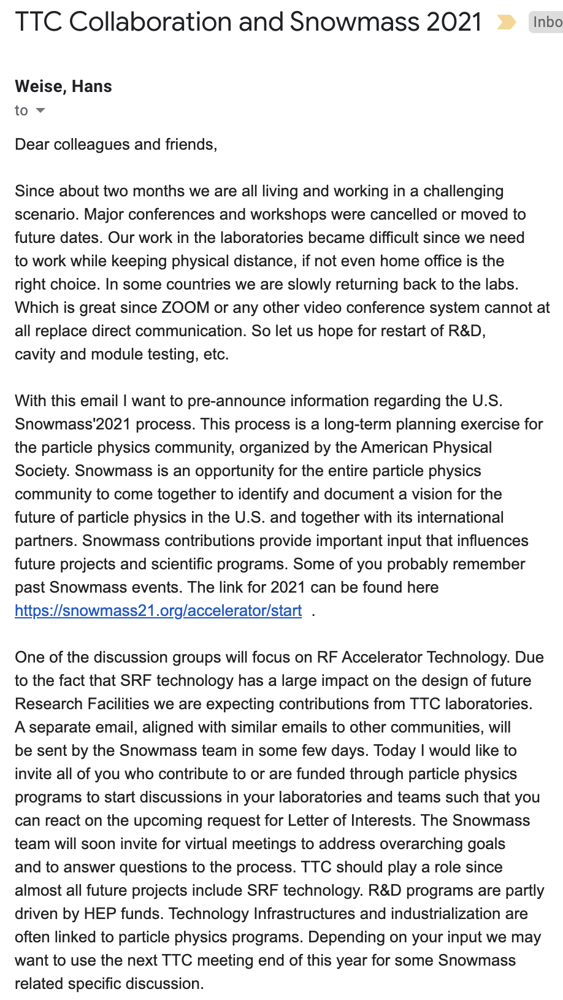 TTC Collaboration and Snowmass 2021 Inbo
Weise, Hans
to
Dear colleagues and friends,
Since about two months we are all living and working in a challenging
scenario. Major conferences and workshops were cancelled or moved to
future dates. Our work in the laboratories became difficult since we need
to work while keeping physical distance, if not even home office is the
right choice. In some countries we are slowly returning back to the labs.
Which is great since ZOOM or any other video conference system cannot at
all replace direct communication. So let us hope for restart of R&D,
cavity and module testing, etc.
With this email I want to pre-announce information regarding the U.S.
Snowmass'2021 process. This process is a long-term planning exercise for
the particle physics community, organized by the American Physical
Society. Snowmass is an opportunity for the entire particle physics
community to come together to identify and document a vision for the
future of particle physics in the U.S. and together with its international
partners. Snowmass contributions provide important input that influences
future projects and scientific programs. Some of you probably remember
past Snowmass events. The link for 2021 can be found here
https://snowmass21.org/accelerator/start .
One of the discussion groups will focus on RF Accelerator Technology. Due
to the fact that SRF technology has a large impact on the design of future
Research Facilities we are expecting contributions from TTC laboratories.
A separate email, aligned with similar emails to other communities, will
be sent by the Snowmass team in some few days. Today I would like to
invite all of you who contribute to or are funded through particle physics
programs to start discussions in your laboratories and teams such that you
can react on the upcoming request for Letter of Interests. The Snowmass
team will soon invite for virtual meetings to address overarching goals
and to answer questions to the process. TTC should play a role since
almost all future projects include SRF technology. R&D programs are partly
driven by HEP funds. Technology Infrastructures and industrialization are
often linked to particle physics programs. Depending on your input we may
want to use the next TTC meeting end of this year for some Snowmass
related specific discussion.